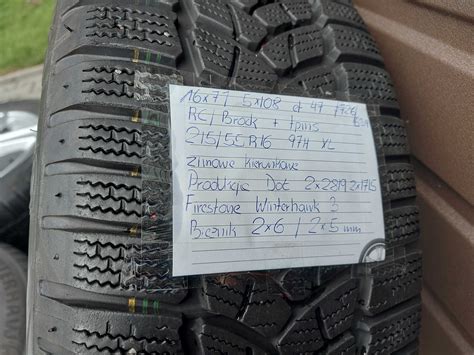 16x77 5x108 et 47
RC / Brock + tpms
215/55 R16 97H XL
Zimowe Kierunkowe
Produkcja Dot 2x2819 2x1715
Firestone Winterhawk 3
Bieżnik 2x6 / 2x5 mm